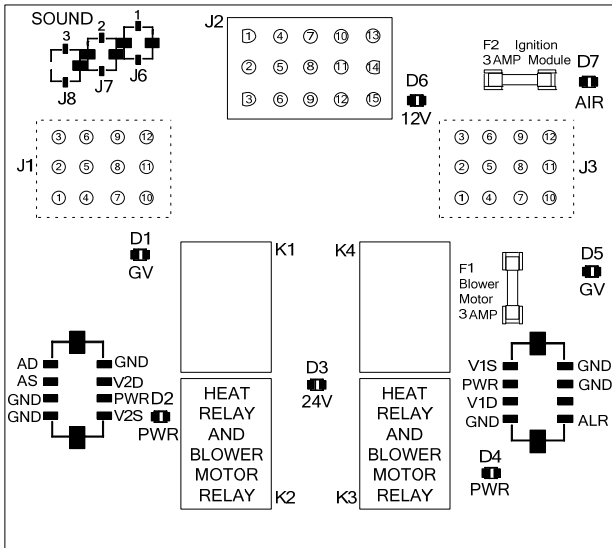 SOUND
3
2
1
J8
J7
J6
J2
1 4 7 10 13
2 5 8 11 14
3 6 9 12 15
D6
12V
F2 Ignition
3 AMP Module
D7
AIR
J1
3 6 9 12
2 5 8 11
1 4 7 10
J3
3 6 9 12
2 5 8 11
1 4 7 10
D1
GV
K1
K4
F1
Blower
Motor
3 AMP
D5
GV
AD
AS
GND
GND
GND
V2D
PWR
V2S
D2
PWR
HEAT
RELAY
AND
BLOWER
MOTOR
RELAY
K2
D3
24V
HEAT
RELAY
AND
BLOWER
MOTOR
RELAY
K3
V1S
PWR
V1D
GND
GND
GND
ALR
D4
PWR